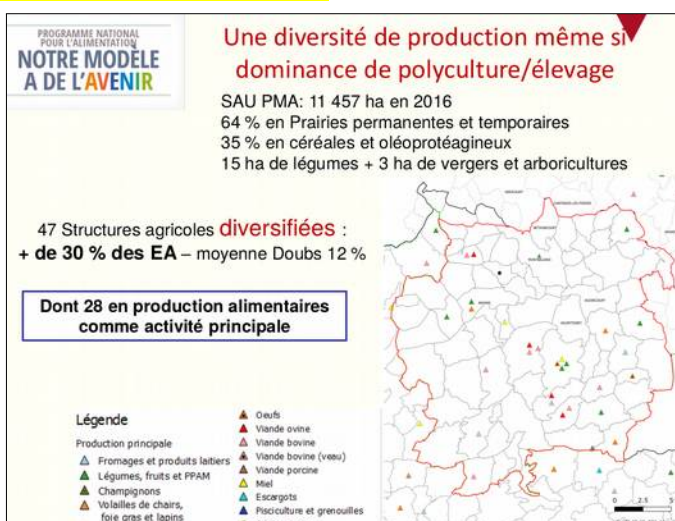 PROGRAMME NATIONAL
POUR L'ALIMENTATION
NOTRE MODÈLE
A DE L'AVENIR
Une diversité de production même si
dominance de polyculture/élevage
SAU PMA: 11 457 ha en 2016
64 % en Prairies permanentes et temporaires
35 % en céréales et oléoprotéagineux
15 ha de légumes + 3 ha de vergers et arboricultures
47 Structures agricoles diversifiées :
+ de 30 % des EA – moyenne Doubs 12 %
Dont 28 en production alimentaires
comme activité principale
Légende
Production principale
Fromages et produits laitiers
Légumes, fruits et PPAM
Champignons
Volailles de chairs,
foie gras et lapins
Oeufs
Viande ovine
Viande bovine
Viande bovine (veau)
Viande porcine
Miel
Escargots
Pisciculture et grenouilles
0 2.5 5